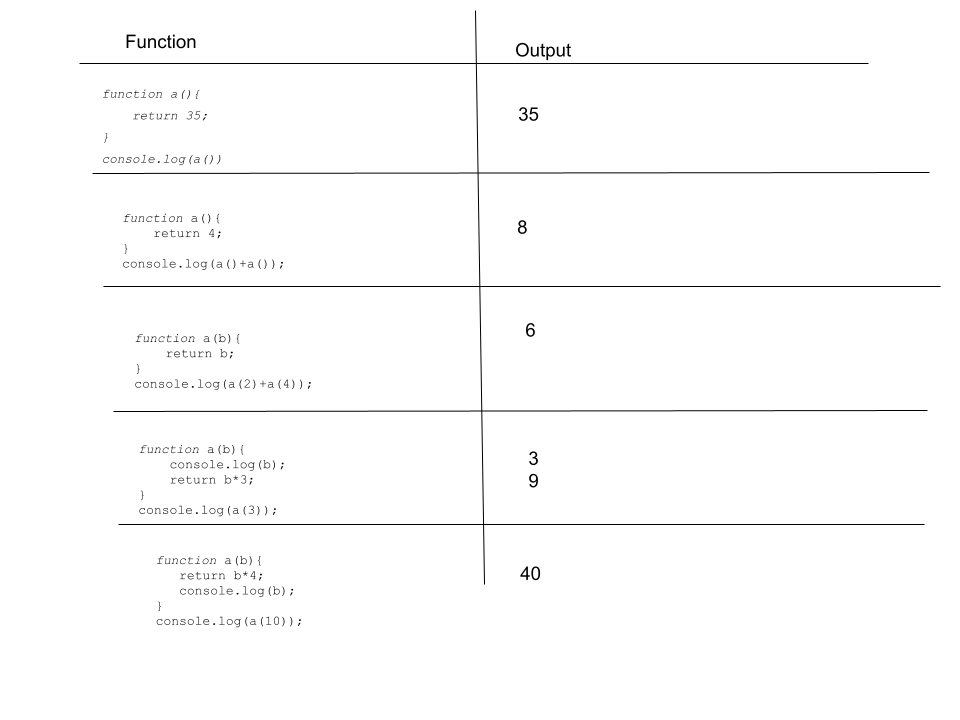 Function
Output
function a(){
    return 35;
}
console.log(a())
35
function a(){
    return 4;
}
console.log(a()+a());
8
function a(b){
    return b;
}
console.log(a(2)+a(4));
6
function a(b){
    console.log(b);
    return b*3;
}
console.log(a(3));
3
9
function a(b){
   return b*4;
   console.log(b);
}
console.log(a(10));
40